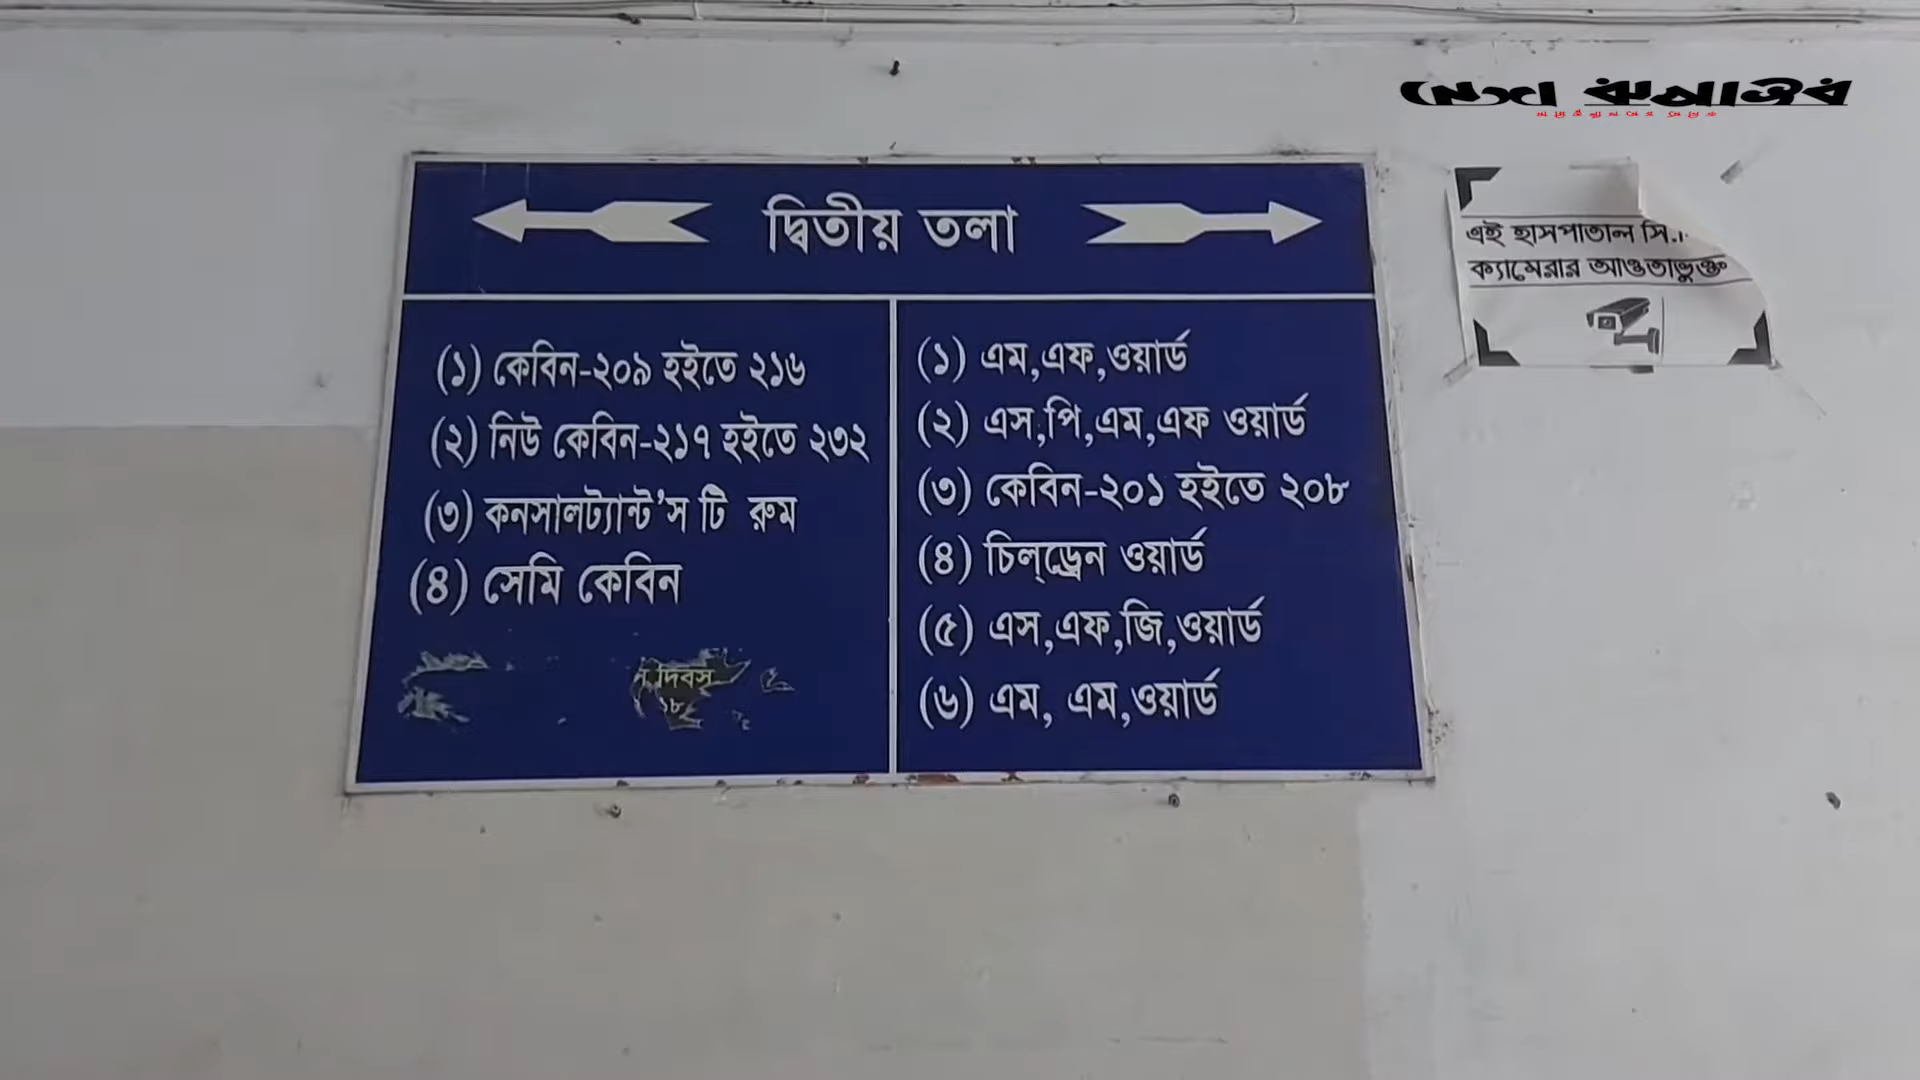 দ্বিতীয় তলা
(১) কেবিন-২০৯ হইতে ২১৬
(২) নিউ কেবিন-২১৭ হইতে ২৩২
(৩) কনসালট্যান্ট’স টি রুম
(৪) সেমি কেবিন
দিবস
(১) এম,এফ,ওয়ার্ড
(২) এস,পি,এম,এফ ওয়ার্ড
(৩) কেবিন-২০১ হইতে ২০৮
(৪) চিল্‌ড্রেন ওয়ার্ড
(৫) এস,এফ,জি,ওয়ার্ড
(৬) এম, এম,ওয়ার্ড
এই হাসপাতাল সি.
ক্যামেরার আওতাভুক্ত